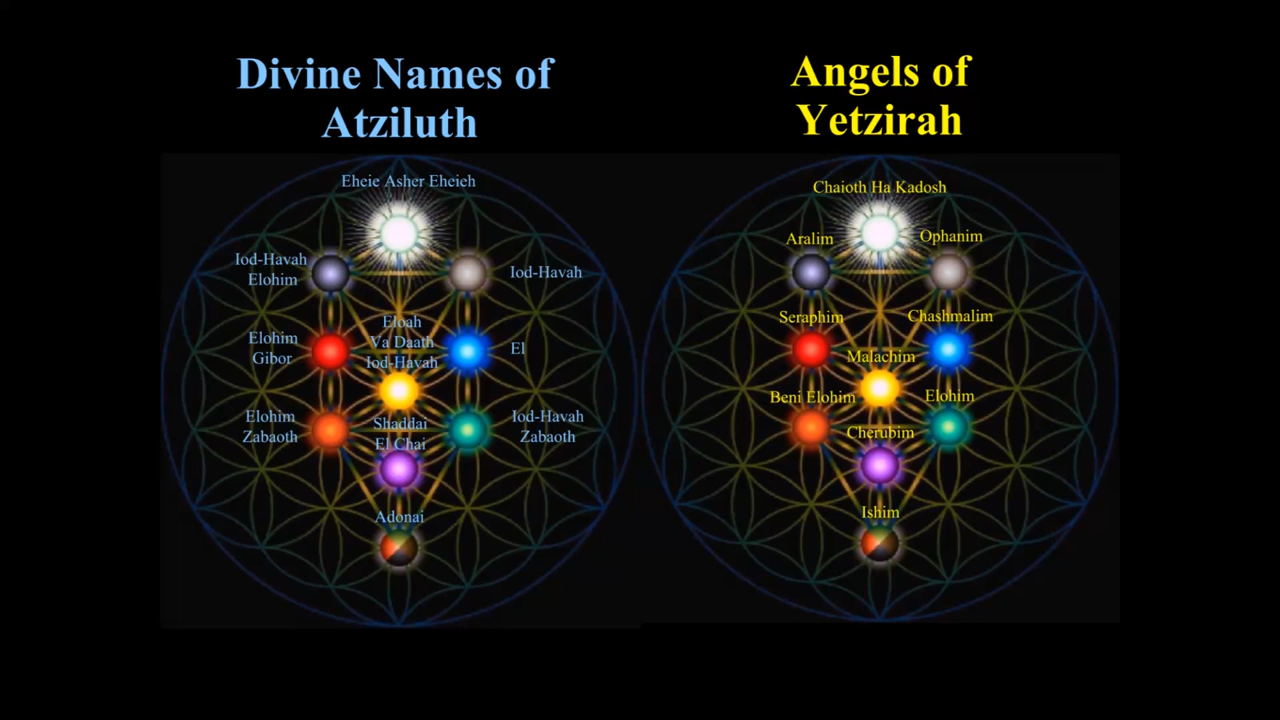 Divine Names of
Atziluth
Eheie Asher Eheieh
Iod-Havah
Elohim
Iod-Havah
Elohim
Gibor
Eloah
Va Daath
Iod-Havah
El
Elohim
Zabaoth
Shaddai
El Chai
Iod-Havah
Zabaoth
Adonai
Angels of
Yetzirah
Chaioth Ha Kadosh
Aralim
Ophanim
Seraphim
Chashmalim
Malachim
Beni Elohim
Elohim
Cherubim
Ishim